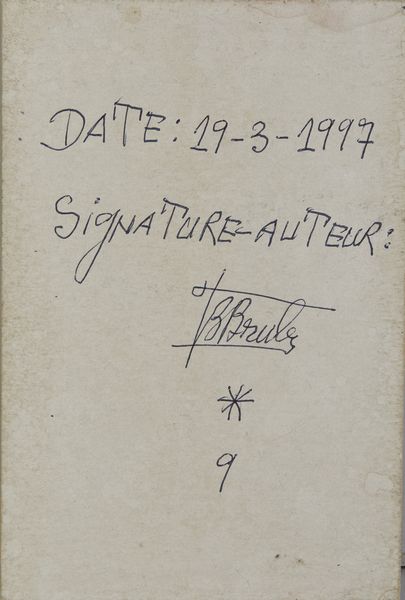 DATE: 19-3-1997
SiGNATURE-AUTEUR:
*
9